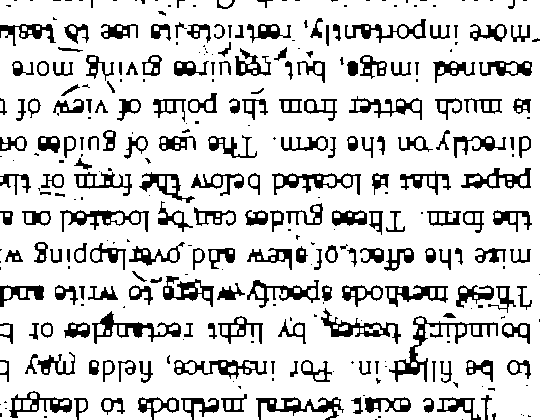 There exist several methods to design
to be filled in. For instance, fields may b
bounding boxes, by light rectangles or b
These methods specify where to write and
mize the effect of skew and overlapping wi
the form. These guides can be located on a
paper that is located below the form or the
directly on the form. The use of guides on
is much better from the point of view of t
scanned image, but requires giving more
more importantly, restricts its use to tasks